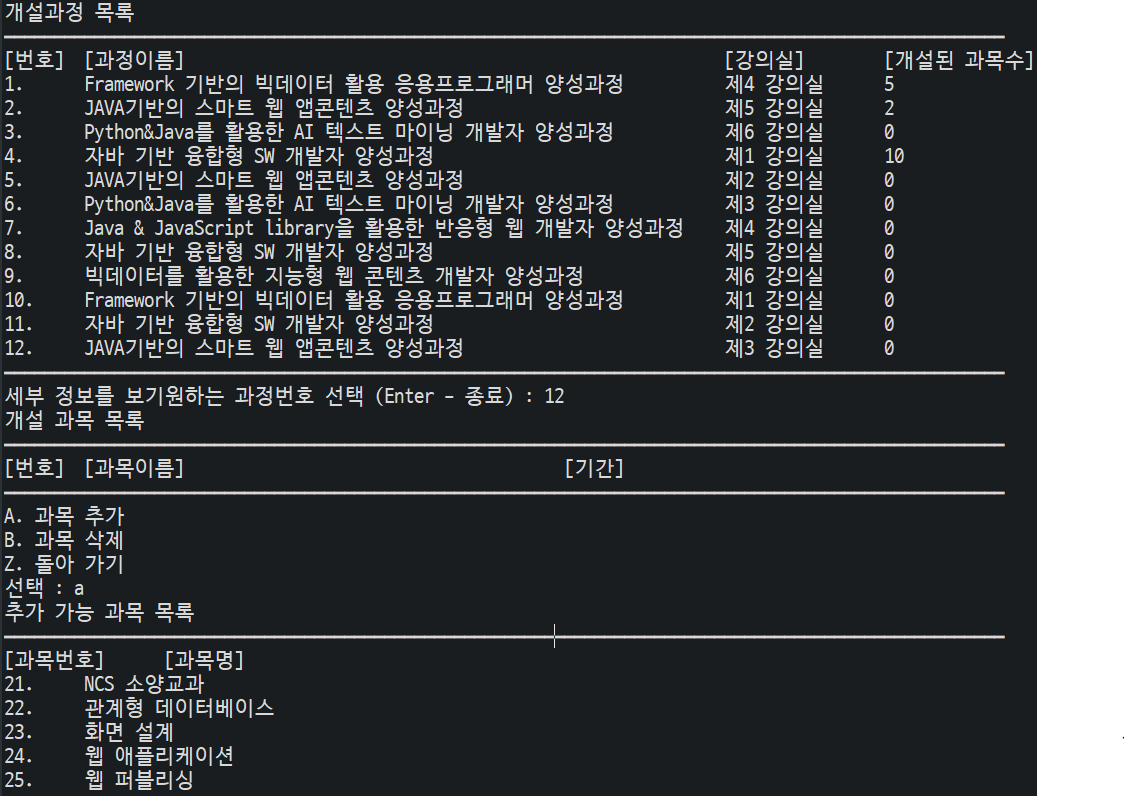 개설과정 목록
[번호] [과정이름] [강의실] [개설된 과목수]
1. Framework 기반의 빅데이터 활용 응용프로그래머 양성과정 제4 강의실 5
2. JAVA기반의 스마트 웹 앱콘텐츠 양성과정 제5 강의실 2
3. Python&Java를 활용한 AI 텍스트 마이닝 개발자 양성과정 제6 강의실 0
4. 자바 기반 융합형 SW 개발자 양성과정 제1 강의실 10
5. JAVA기반의 스마트 웹 앱콘텐츠 양성과정 제2 강의실 0
6. Python&Java를 활용한 AI 텍스트 마이닝 개발자 양성과정 제3 강의실 0
7. Java & JavaScript library을 활용한 반응형 웹 개발자 양성과정 제4 강의실 0
8. 자바 기반 융합형 SW 개발자 양성과정 제5 강의실 0
9. 빅데이터를 활용한 지능형 웹 콘텐츠 개발자 양성과정 제6 강의실 0
10. Framework 기반의 빅데이터 활용 응용프로그래머 양성과정 제1 강의실 0
11. 자바 기반 융합형 SW 개발자 양성과정 제2 강의실 0
12. JAVA기반의 스마트 웹 앱콘텐츠 양성과정 제3 강의실 0
세부 정보를 보기원하는 과정번호 선택 (Enter - 종료) : 12
개설 과목 목록
[번호] [과목이름] [기간]
A. 과목 추가
B. 과목 삭제
Z. 돌아 가기
선택 : a
추가 가능 과목 목록
[과목번호] [과목명]
21. NCS 소양교과
22. 관계형 데이터베이스
23. 화면 설계
24. 웹 애플리케이션
25. 웹 퍼블리싱